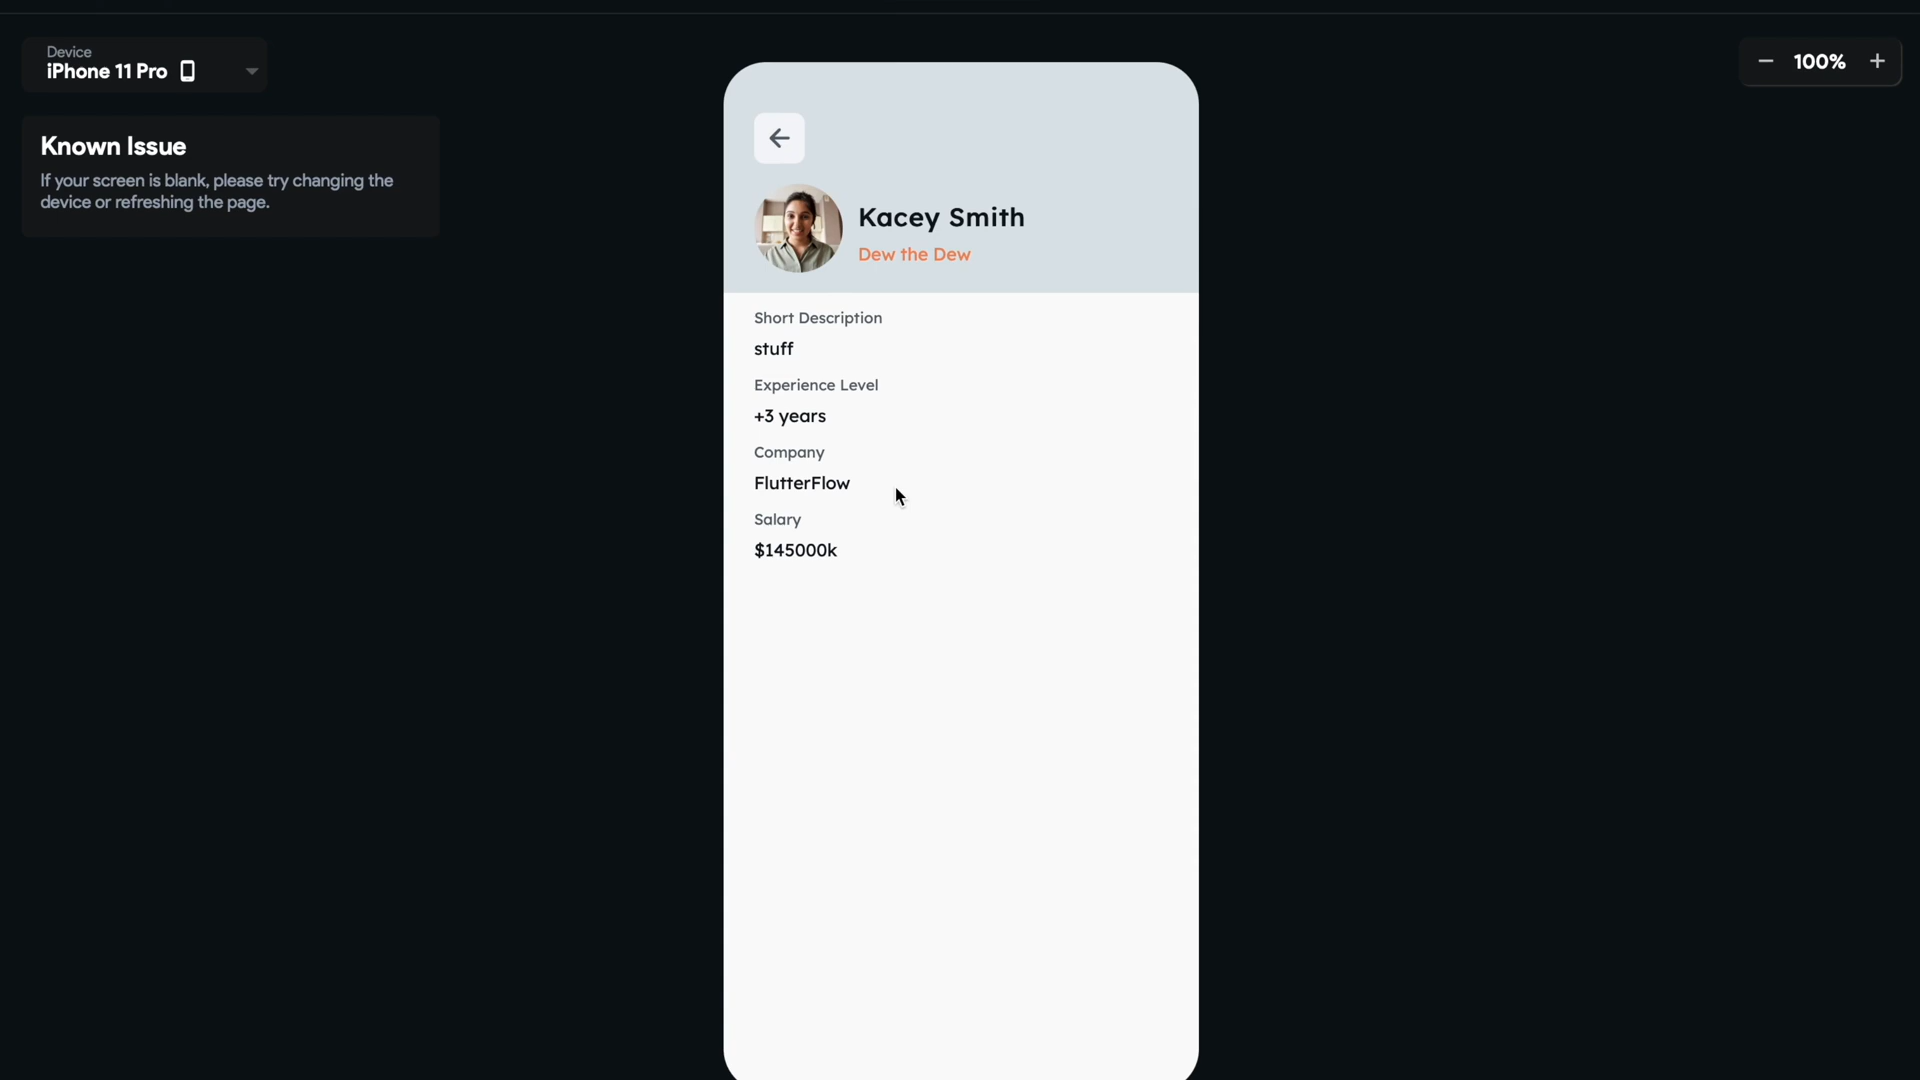 Device
iPhone 11 Pro
100%
Known Issue
If your screen is blank, please try changing the
device or refreshing the page.
Kacey Smith
Dew the Dew
Short Description
stuff
Experience Level
+3 years
Company
FlutterFlow
Salary
$145000k